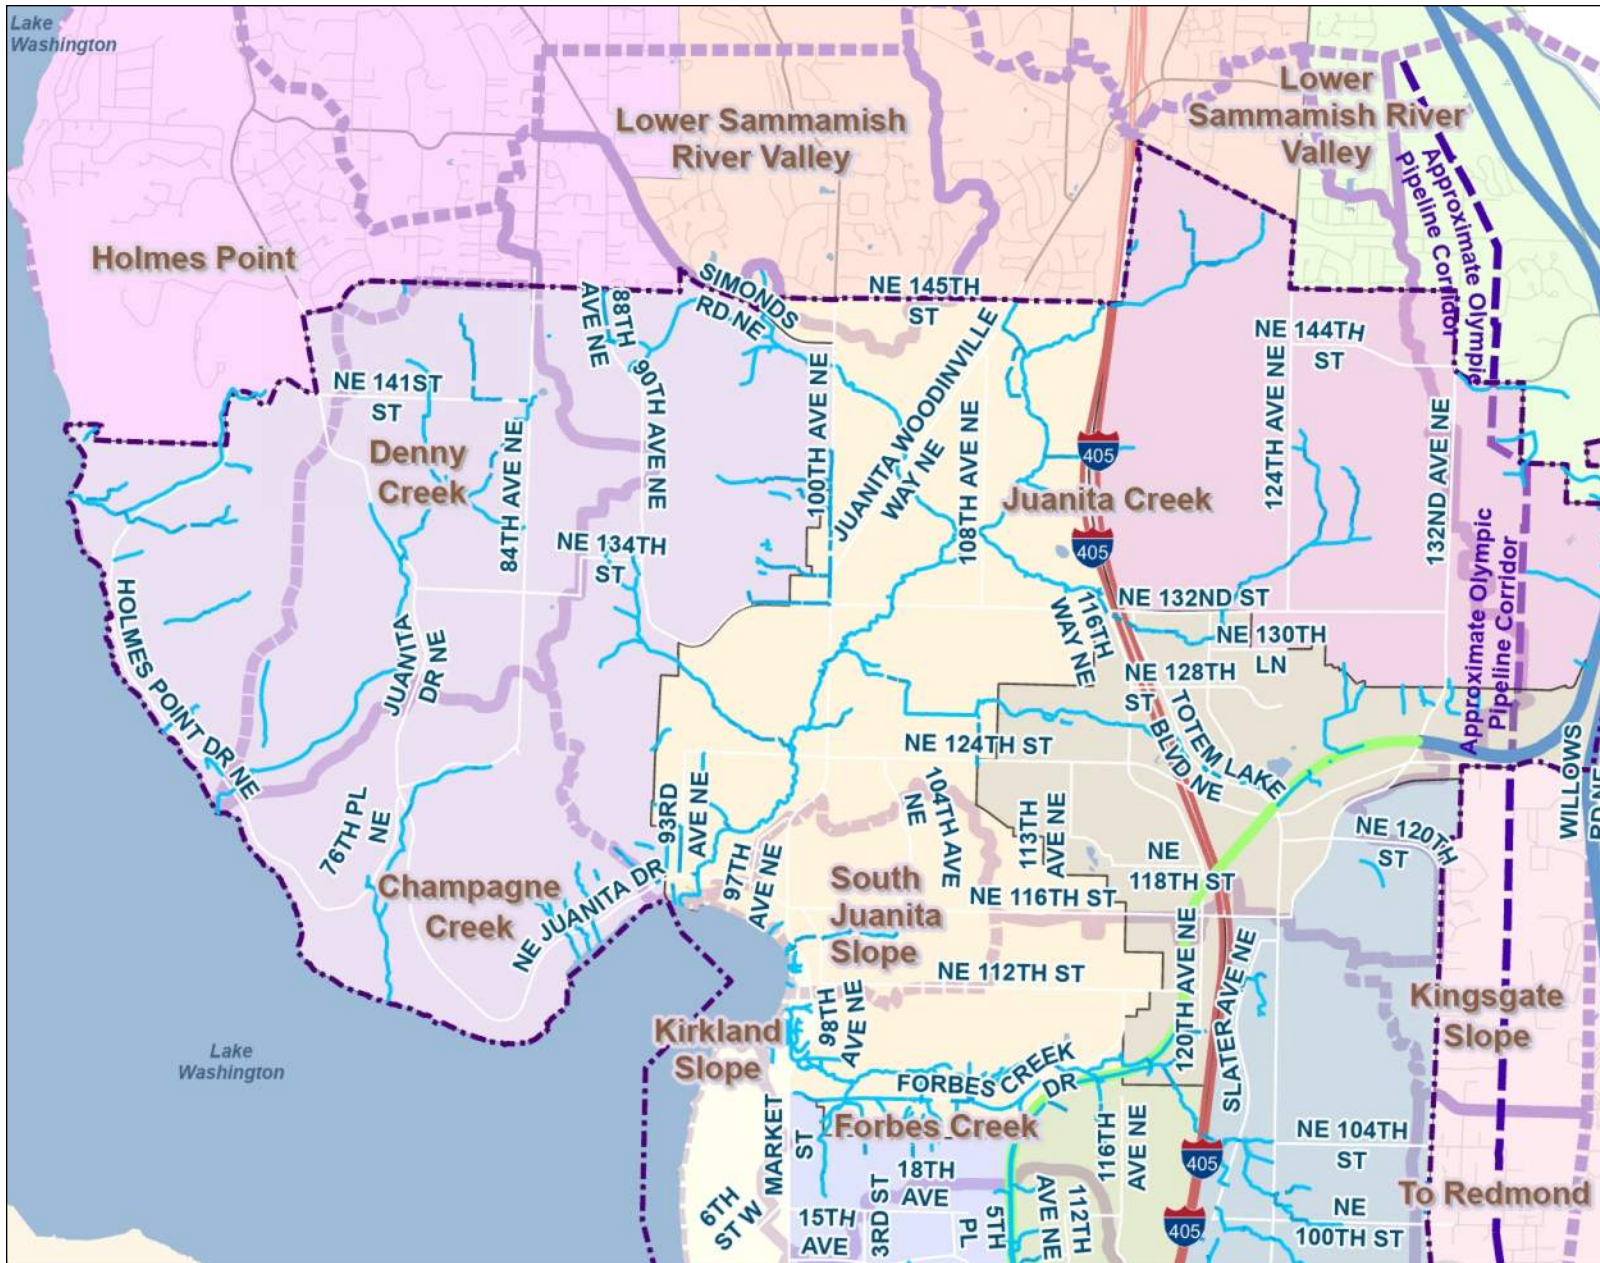 Lake
Washington
Lower Sammamish
River Valley
Lower
Sammamish River
Valley
Approximate Olympic
Pipeline Corridor
Holmes Point
SIMONDS
RD NE
NE 145TH
ST
88TH
AVE NE
90TH AVE NE
NE 141ST
ST
Denny
Creek
84TH AVE NE
100TH AVE NE
JUANITA WOODINVILLE
WAY NE
108TH AVE NE
405
Juanita Creek
405
NE 144TH
ST
124TH AVE NE
132ND AVE NE
NE 134TH
ST
HOLMES POINT DR NE
JUANITA
DR NE
116TH
WAY NE
NE 132ND ST
NE 130TH
LN
NE 128TH
ST
TOTEM LAKE
BLVD NE
Approximate Olympic
Pipeline Corridor
WILLOWS
RD NE
NE 124TH ST
76TH PL
NE
93RD
AVE NE
97TH
AVE NE
104TH AVE
NE
113TH
AVE NE
NE
118TH ST
NE 120TH
ST
Champagne
Creek
NE JUANITA DR
South
Juanita
Slope
NE 116TH ST
NE 112TH ST
120TH AVE NE
SLATER AVE NE
Kingsgate
Slope
Lake
Washington
Kirkland
Slope
98TH
AVE NE
FORBES CREEK
DR
Forbes Creek
MARKET
ST
116TH
AVE NE
405
NE 104TH
ST
18TH
AVE
3RD ST
To Redmond
6TH
ST W
15TH
AVE
5TH
PL
112TH
AVE NE
405
NE
100TH ST